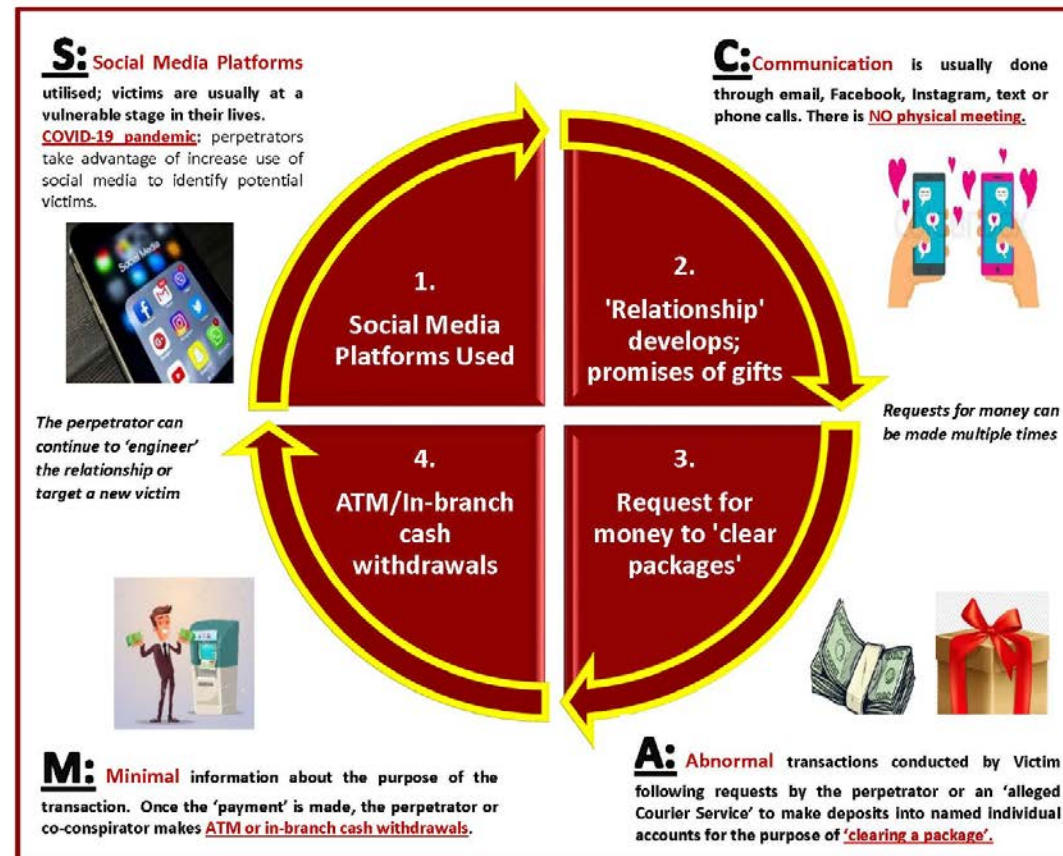 S: Social Media Platforms
utilised; victims are usually at a
vulnerable stage in their lives.
COVID-19 pandemic: perpetrators
take advantage of increase use of
social media to identify potential
victims.
C:Communication is usually done
through email, Facebook, Instagram, text or
phone calls. There is NO physical meeting.
Social Media
1.
Social Media
Platforms Used
2.
'Relationship'
develops;
promises of gifts
The perpetrator can
continue to ‘engineer’
the relationship or
target a new victim
Requests for money can
be made multiple times
4.
ATM/In-branch
cash
withdrawals
3.
Request for
money to 'clear
packages'
M: Minimal information about the purpose of the
transaction. Once the ‘payment’ is made, the perpetrator or
co-conspirator makes ATM or in-branch cash withdrawals.
A: Abnormal transactions conducted by Victim
following requests by the perpetrator or an ‘alleged
Courier Service’ to make deposits into named individual
accounts for the purpose of ‘clearing a package’.